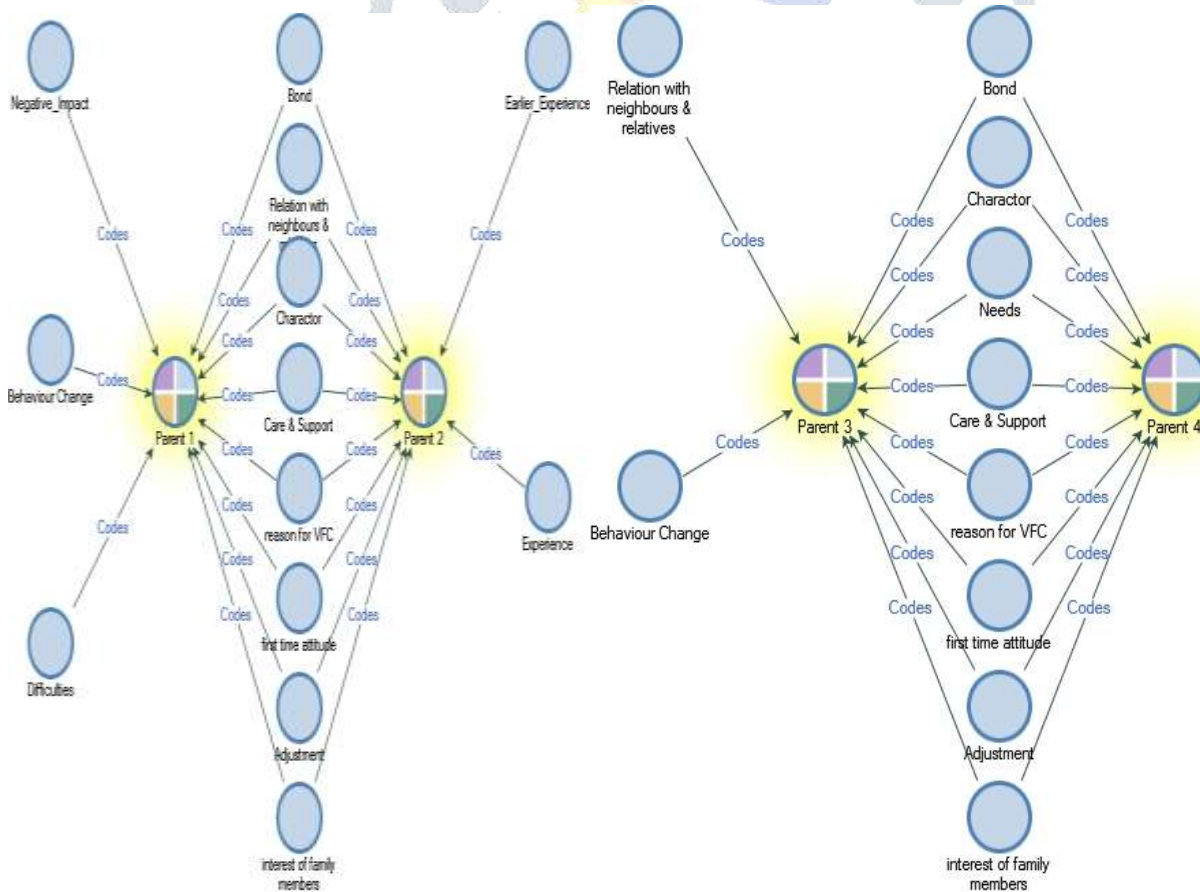 Negative_Impact
Bond
Earlier_Experience
Relation with
neighbours &
Codes
Codes
Codes
Codes
Codes
Codes
Charactor
Codes
Codes
Behaviour Change
Codes
Parent 1
Codes
Care & Support
Codes
Parent 2
Codes
Codes
Codes
reason for VFC
Experience
Codes
Codes
Codes
Codes
Codes
first time attitude
Codes
Codes
Difficulties
Adjustment
interest of family
members
Relation with
neighbours &
relatives
Bond
Charactor
Codes
Codes
Codes
Codes
Codes
Needs
Codes
Codes
Parent 3
Codes
Care & Support
Codes
Parent 4
Codes
Codes
Codes
Behaviour Change
reason for VFC
Codes
Codes
Codes
Codes
Codes
Codes
first time attitude
Adjustment
interest of family
members